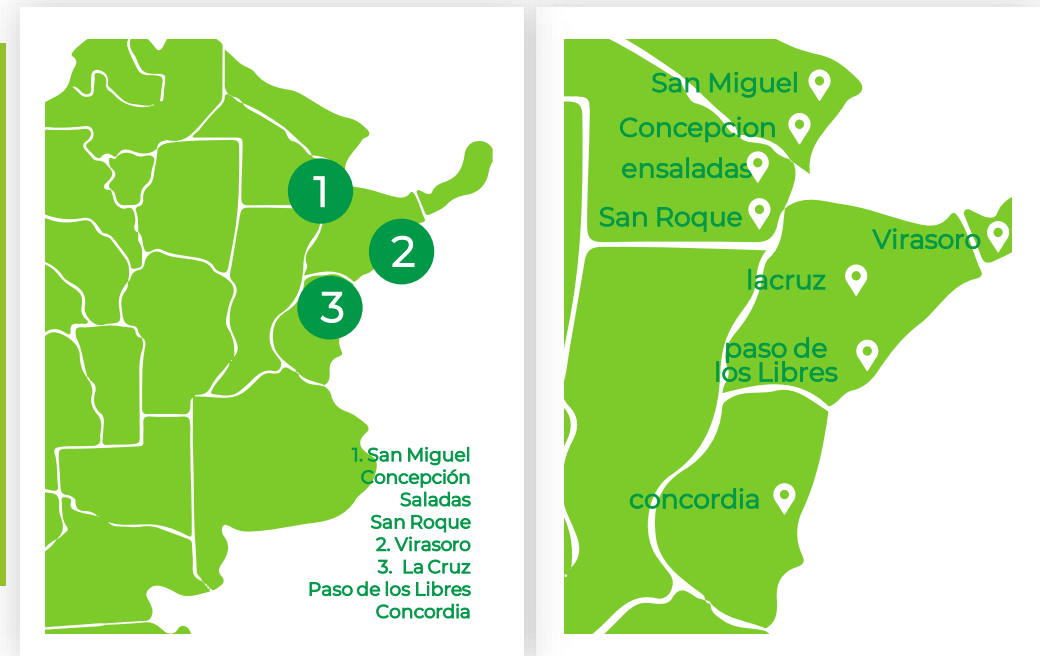 1
2
3
1. San Miguel
Concepción
Saladas
San Roque
2. Virasoro
3. La Cruz
Paso de los Libres
Concordia
San Miguel
Concepcion
ensaladas
San Roque
Virasoro
lacruz
paso de
los Libres
concordia